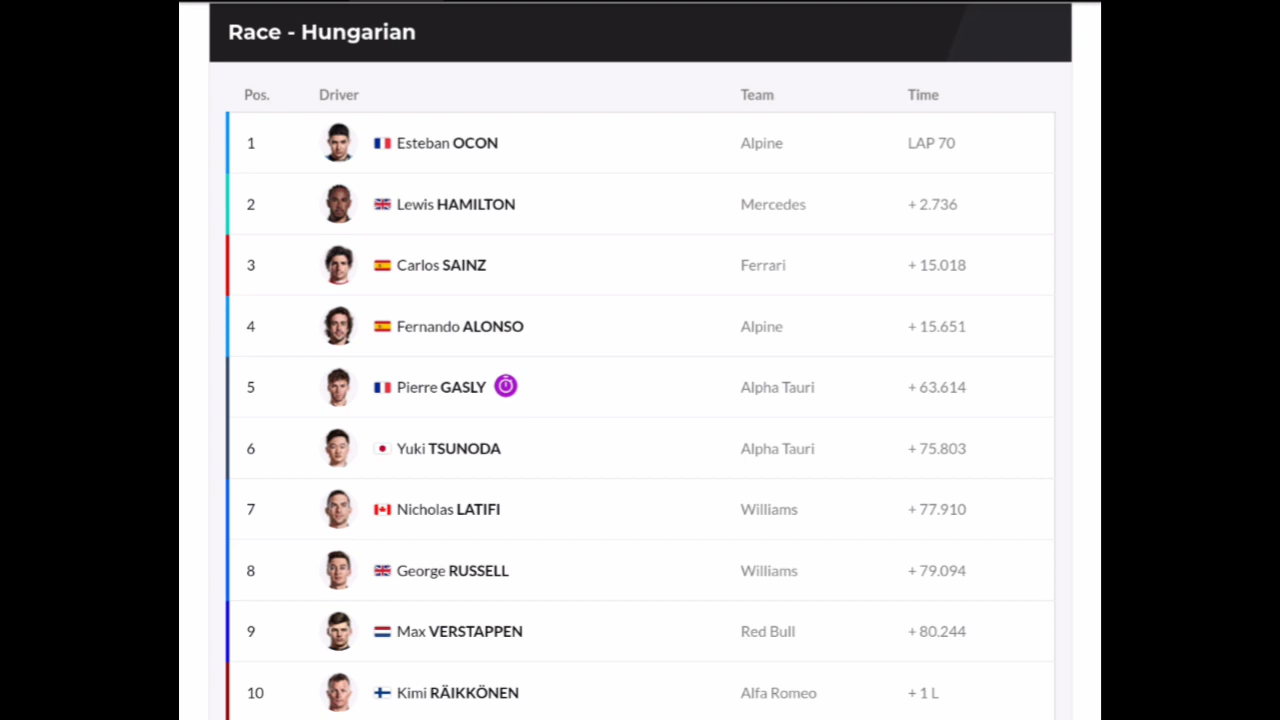 Race - Hungarian
Pos. Driver Team Time
1 Esteban OCON Alpine LAP 70
2 Lewis HAMILTON Mercedes + 2.736
3 Carlos SAINZ Ferrari + 15.018
4 Fernando ALONSO Alpine + 15.651
5 Pierre GASLY Alpha Tauri + 63.614
6 Yuki TSUNODA Alpha Tauri + 75.803
7 Nicholas LATIFI Williams + 77.910
8 George RUSSELL Williams + 79.094
9 Max VERSTAPPEN Red Bull + 80.244
10 Kimi RÄIKKÖNEN Alfa Romeo + 1 L